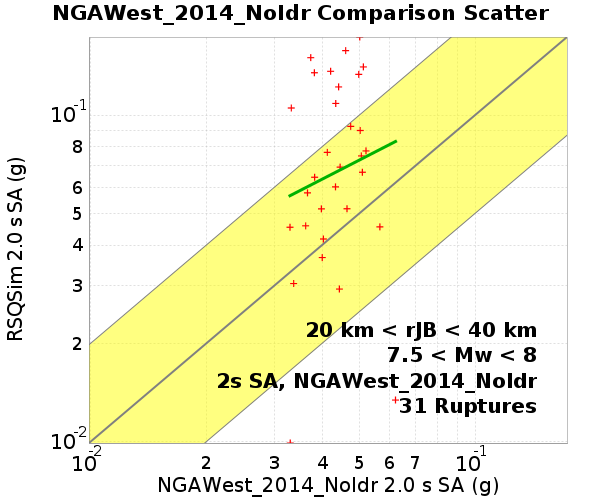 NGAWest_2014_NoIdr Comparison Scatter
RSQSim 2.0 s SA (g)
10-1
8
6
5
4
3
2
10-2
20 km < rJB < 40 km
7.5 < Mw < 8
2s SA, NGAWest_2014_NoIdr
31 Ruptures
10-2 2 3 4 5 6 7 10-1
NGAWest_2014_NoIdr 2.0 s SA (g)